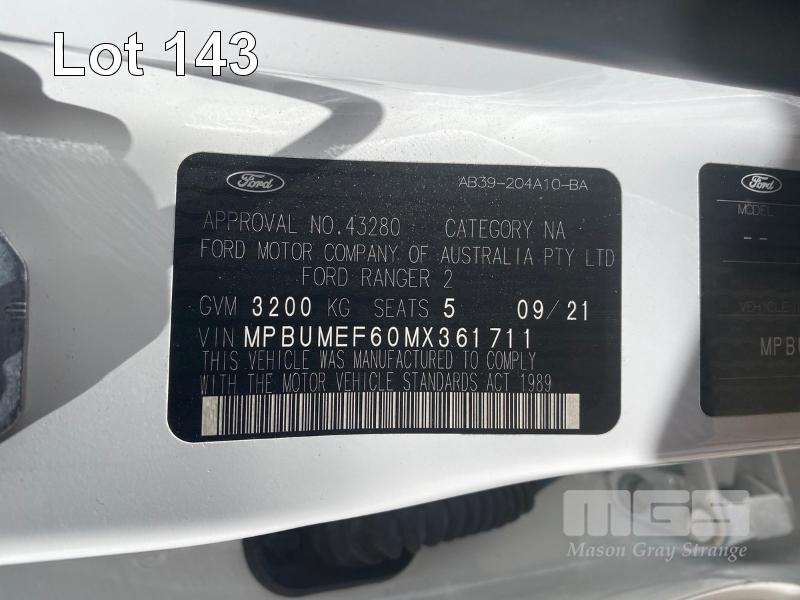 Lot 143
Ford
AB39-204A10-BA
APPROVAL NO.43280 CATEGORY NA
FORD MOTOR COMPANY OF AUSTRALIA PTY LTD
FORD RANGER 2
GVM 3200 KG SEATS 5 09/21
VIN MPBUMEF60MX361711
THIS VEHICLE WAS MANUFACTURED TO COMPLY
WITH THE MOTOR VEHICLE STANDARDS ACT 1989
Ford
MODEL
--
VEHICLE
MPB
MGS
Mason Gray Strange